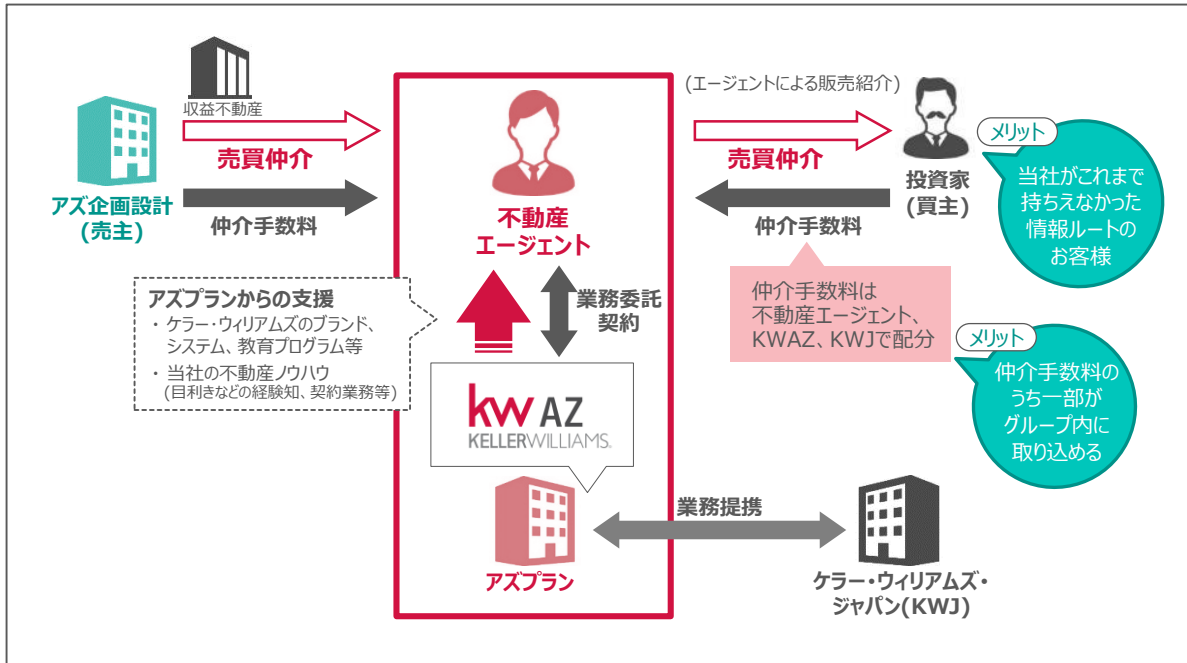 収益不動産
売買仲介
アズ企画設計
(売主)
仲介手数料
不動産
エージェント
(エージェントによる販売紹介)
売買仲介
仲介手数料
投資家
(買主)
メリット
当社がこれまで
持ちえなかった
情報ルートの
お客様
アズプランからの支援
・ ケラー・ウィリアムズのブランド、
システム、教育プログラム等
・ 当社の不動産ノウハウ
(目利きなどの経験知、契約業務等)
業務委託
契約
仲介手数料は
不動産エージェント、
KWAZ、KWJで配分
メリット
仲介手数料の
うち一部が
グループ内に
取り込める
kw AZ
KELLERWILLIAMS.
アズプラン
業務提携
ケラー・ウィリアムズ・
ジャパン(KWJ)